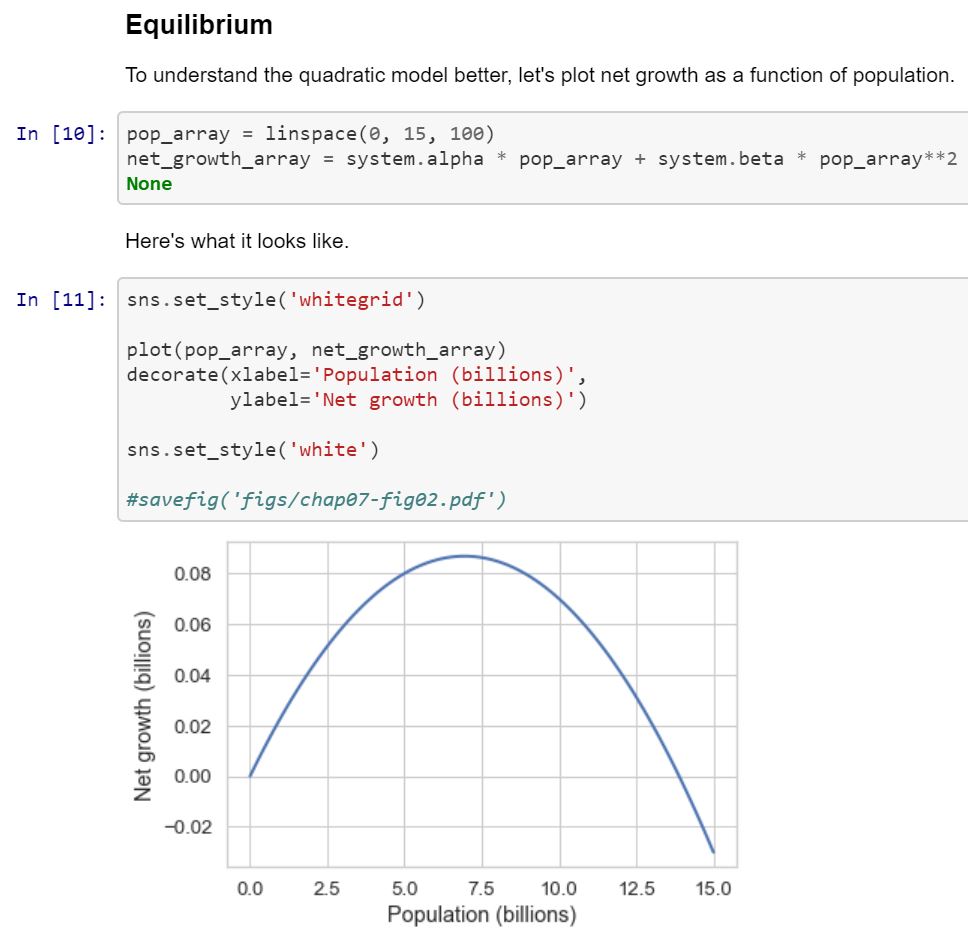 Equilibrium
To understand the quadratic model better, let's plot net growth as a function of population.
In [10]:
pop_array = linspace(0, 15, 100)
net_growth_array = system.alpha * pop_array + system.beta * pop_array**2
None
Here's what it looks like.
In [11]:
sns.set_style('whitegrid')
plot(pop_array, net_growth_array)
decorate(xlabel='Population (billions)',
         ylabel='Net growth (billions)')
sns.set_style('white')
#savefig('figs/chap07-fig02.pdf')
0.08
0.06
0.04
0.02
0.00
−0.02
Net growth (billions)
0.0 2.5 5.0 7.5 10.0 12.5 15.0
Population (billions)